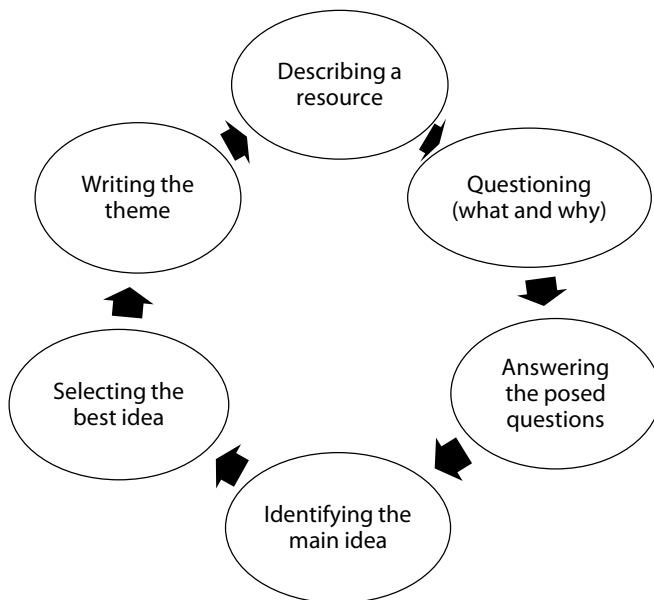 Describing a
resource
Questioning
(what and why)
Answering
the posed
questions
Identifying the
main idea
Selecting the
best idea
Writing the
theme